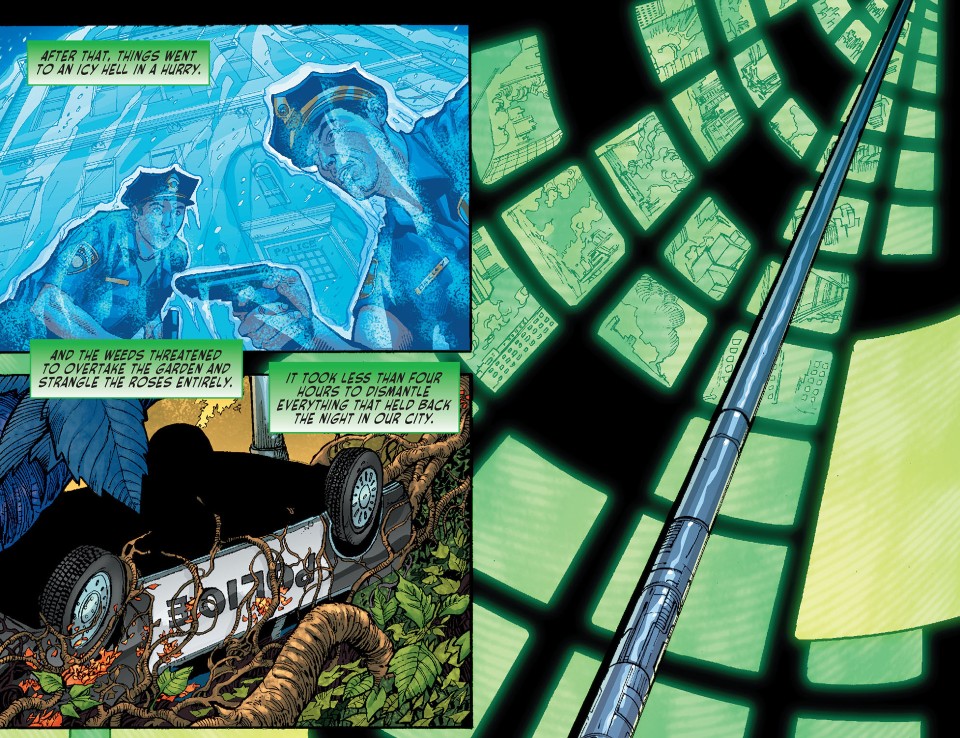 AFTER THAT, THINGS WENT
TO AN ICY HELL IN A HURRY.
POLICE
AND THE WEEDS THREATENED
TO OVERTAKE THE GARDEN AND
STRANGLE THE ROSES ENTIRELY.
IT TOOK LESS THAN FOUR
HOURS TO DISMANTLE
EVERYTHING THAT HELD BACK
THE NIGHT IN OUR CITY.
POLICE